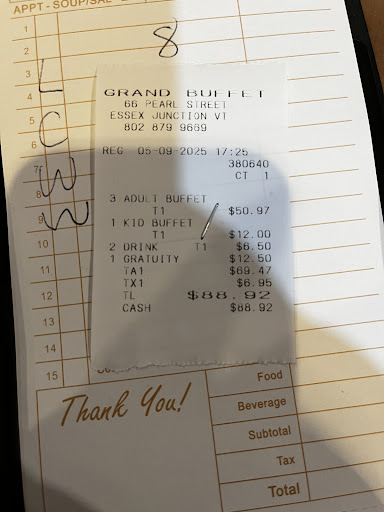 APPT - SOUP/SAL
1
2
3
4
5
6
7
8
9
10
11
12
13
14
15
8
L
C
W
W
GRAND BUFFET
66 PEARL STREET
ESSEX JUNCTION VT
802 879 9669
REG 05-09-2025 17:25
380640
CT 1
3 ADULT BUFFET
T1 $50.97
1 KID BUFFET
T1 $12.00
2 DRINK T1 $6.50
1 GRATUITY $12.50
TA1 $69.47
TX1 $6.95
TL $88.92
CASH $88.92
Thank You!
Food
Beverage
Subtotal
Tax
Total